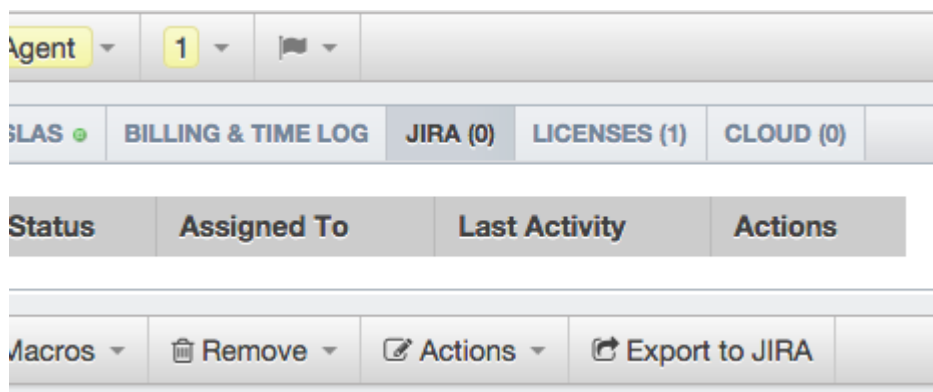 Agent 1
SLAS BILLING & TIME LOG JIRA (0) LICENSES (1) CLOUD (0)
Status Assigned To Last Activity Actions
Macros Remove Actions Export to JIRA